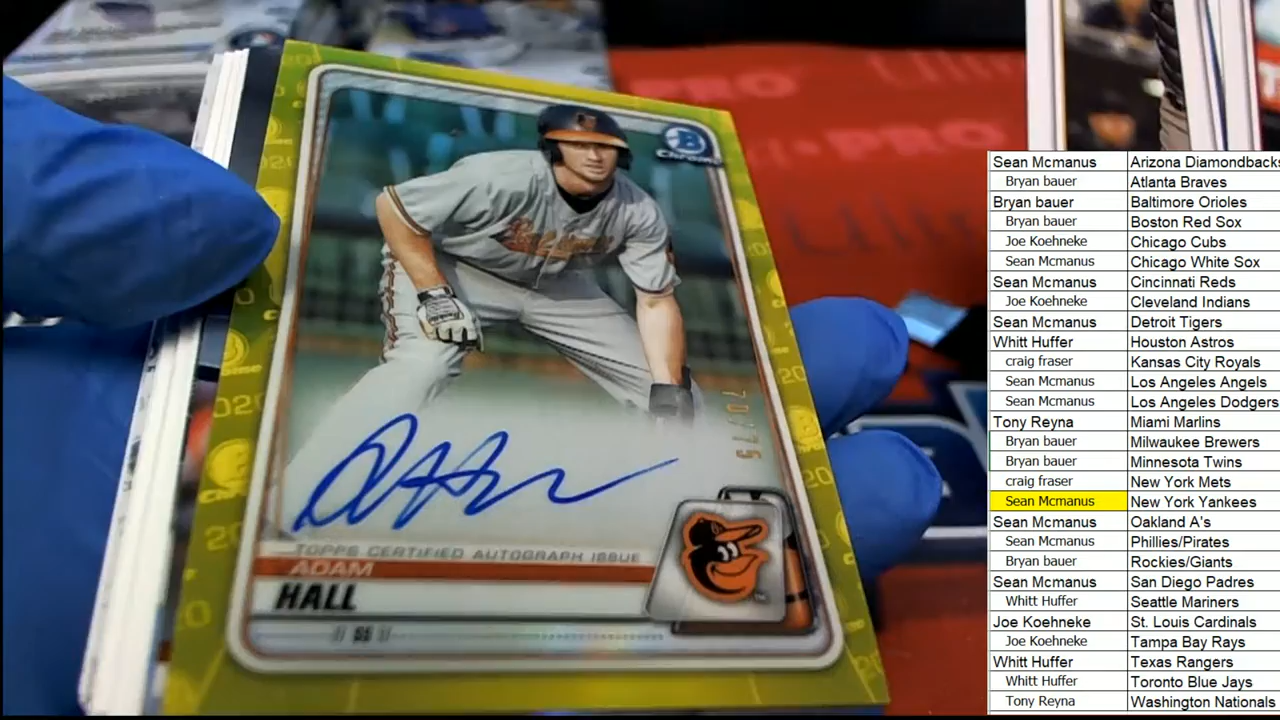 PRO
PRO
Chrome
Baltimore
70/75
TOPPS CERTIFIED AUTOGRAPH ISSUE
ADAM
HALL
SS
Sean Mcmanus Arizona Diamondbacks
Bryan bauer Atlanta Braves
Bryan bauer Baltimore Orioles
Bryan bauer Boston Red Sox
Joe Koehneke Chicago Cubs
Sean Mcmanus Chicago White Sox
Sean Mcmanus Cincinnati Reds
Joe Koehneke Cleveland Indians
Sean Mcmanus Detroit Tigers
Whitt Huffer Houston Astros
craig fraser Kansas City Royals
Sean Mcmanus Los Angeles Angels
Sean Mcmanus Los Angeles Dodgers
Tony Reyna Miami Marlins
Bryan bauer Milwaukee Brewers
Bryan bauer Minnesota Twins
craig fraser New York Mets
Sean Mcmanus New York Yankees
Sean Mcmanus Oakland A's
Sean Mcmanus Phillies/Pirates
Bryan bauer Rockies/Giants
Sean Mcmanus San Diego Padres
Whitt Huffer Seattle Mariners
Joe Koehneke St. Louis Cardinals
Joe Koehneke Tampa Bay Rays
Whitt Huffer Texas Rangers
Whitt Huffer Toronto Blue Jays
Tony Reyna Washington Nationals